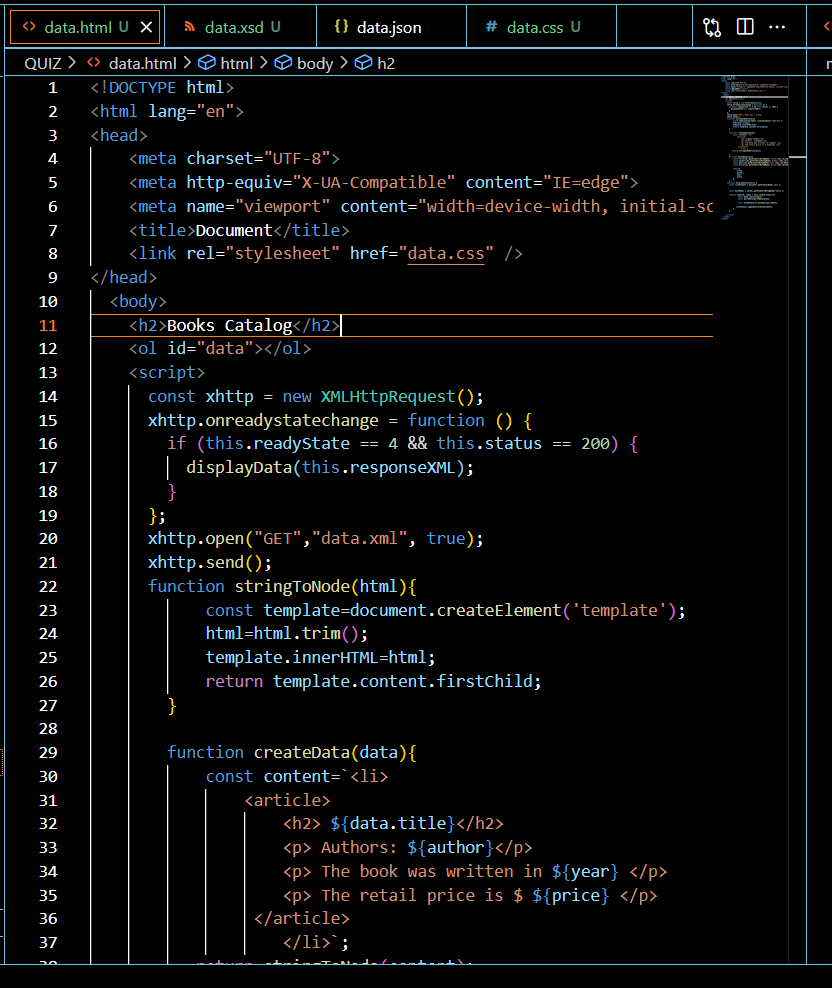 data.html U data.xsd U {} data.json # data.css U
QUIZ > data.html > html > body > h2
1 <!DOCTYPE html>
2 <html lang="en">
3 <head>
4 <meta charset="UTF-8">
5 <meta http-equiv="X-UA-Compatible" content="IE=edge">
6 <meta name="viewport" content="width=device-width, initial-sc
7 <title>Document</title>
8 <link rel="stylesheet" href="data.css" />
9 </head>
10 <body>
11 <h2>Books Catalog</h2>
12 <ol id="data"></ol>
13 <script>
14 const xhttp = new XMLHttpRequest();
15 xhttp.onreadystatechange = function () {
16 if (this.readyState == 4 && this.status == 200) {
17 displayData(this.responseXML);
18 }
19 };
20 xhttp.open("GET","data.xml", true);
21 xhttp.send();
22 function stringToNode(html){
23 const template=document.createElement('template');
24 html=html.trim();
25 template.innerHTML=html;
26 return template.content.firstChild;
27 }
28
29 function createData(data){
30 const content=`<li>
31 <article>
32 <h2> ${data.title}</h2>
33 <p> Authors: ${author}</p>
34 <p> The book was written in ${year} </p>
35 <p> The retail price is $ ${price} </p>
36 </article>
37 </li>`;
38 return stringToNode(content);